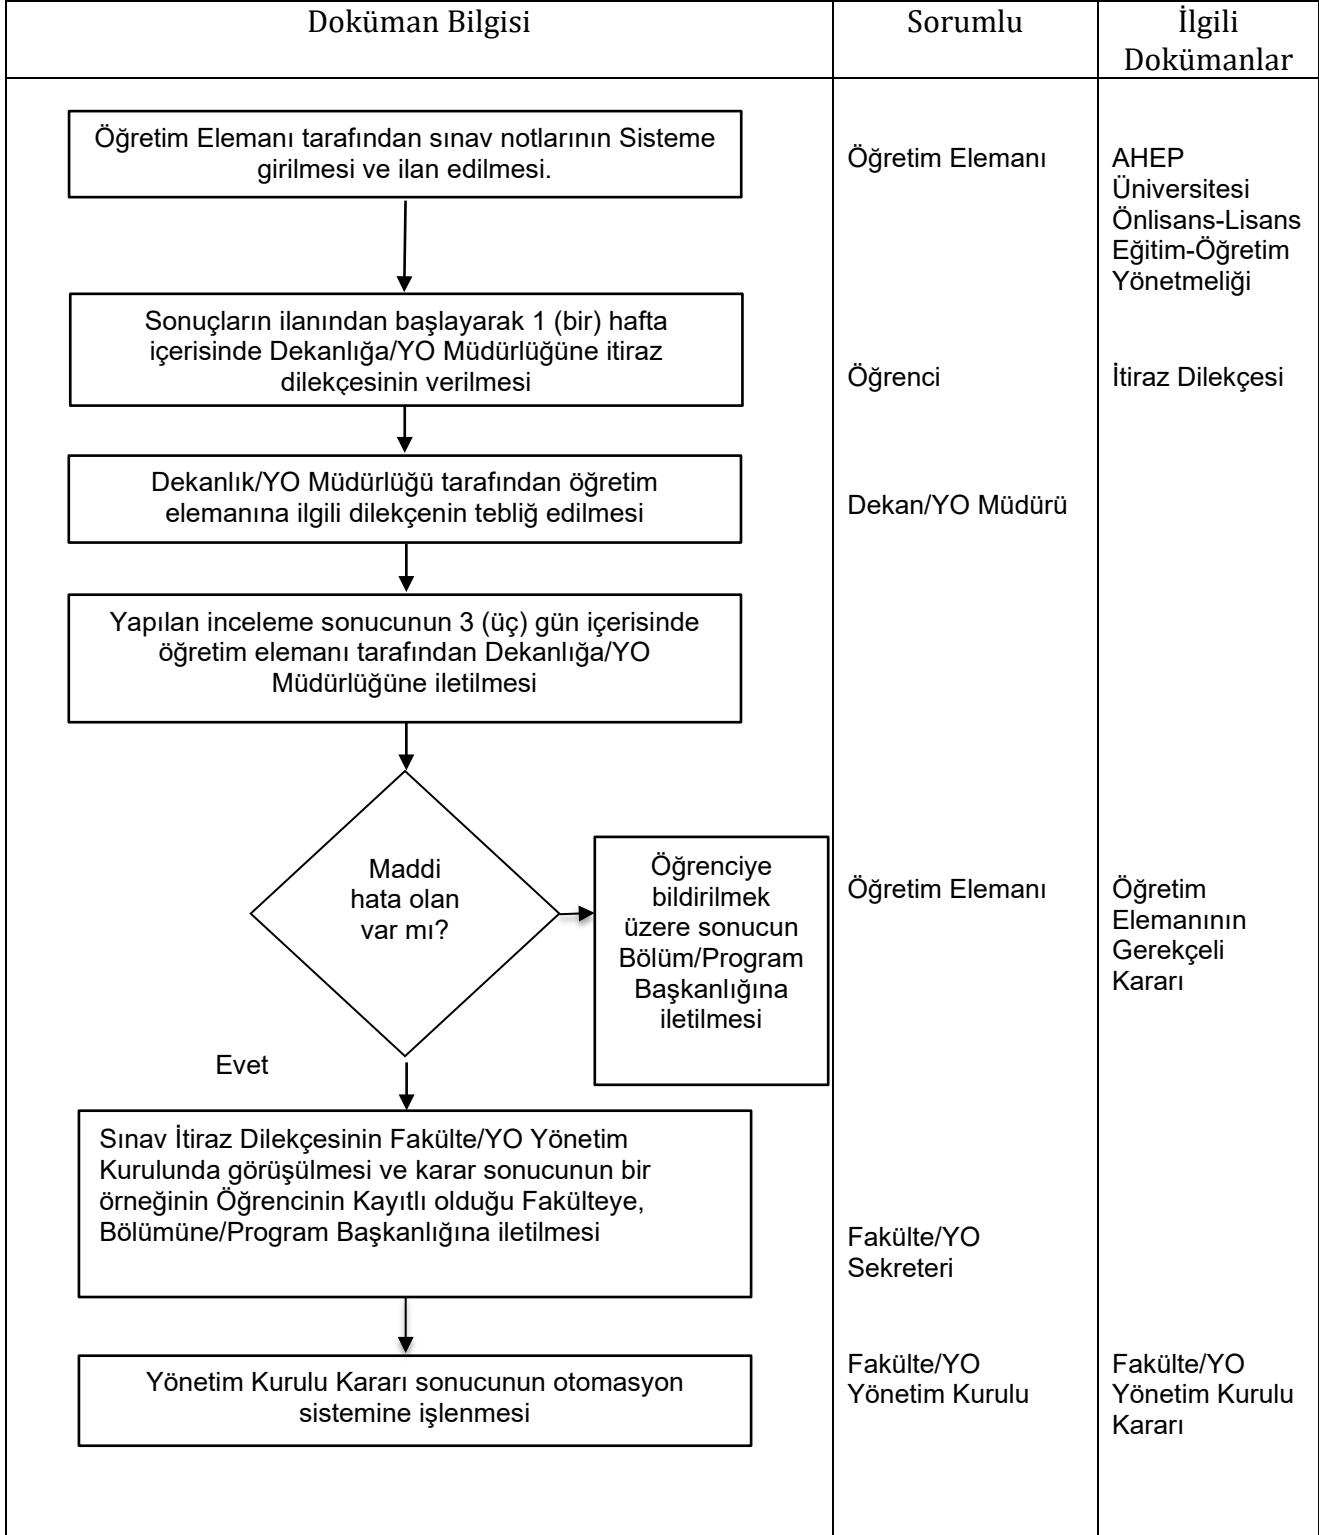 Doküman Bilgisi
Sorumlu
İlgili
Dokümanlar
Öğretim Elemanı tarafından sınav notlarının Sisteme
girilmesi ve ilan edilmesi.
Öğretim Elemanı
AHEP
Üniversitesi
Önlisans-Lisans
Eğitim-Öğretim
Yönetmeliği
Sonuçların ilanından başlayarak 1 (bir) hafta
içerisinde Dekanlığa/YO Müdürlüğüne itiraz
dilekçesinin verilmesi
Öğrenci
İtiraz Dilekçesi
Dekanlık/YO Müdürlüğü tarafından öğretim
elemanına ilgili dilekçenin tebliğ edilmesi
Dekan/YO Müdürü
Yapılan inceleme sonucunun 3 (üç) gün içerisinde
öğretim elemanı tarafından Dekanlığa/YO
Müdürlüğüne iletilmesi
Maddi
hata olan
var mı?
Öğrenciye
bildirilmek
üzere sonucun
Bölüm/Program
Başkanlığına
iletilmesi
Öğretim Elemanı
Öğretim
Elemanının
Gerekçeli
Kararı
Evet
Sınav İtiraz Dilekçesinin Fakülte/YO Yönetim
Kurulunda görüşülmesi ve karar sonucunun bir
örneğinin Öğrencinin Kayıtlı olduğu Fakülteye,
Bölümüne/Program Başkanlığına iletilmesi
Fakülte/YO
Sekreteri
Yönetim Kurulu Kararı sonucunun otomasyon
sistemine işlenmesi
Fakülte/YO
Yönetim Kurulu
Fakülte/YO
Yönetim Kurulu
Kararı